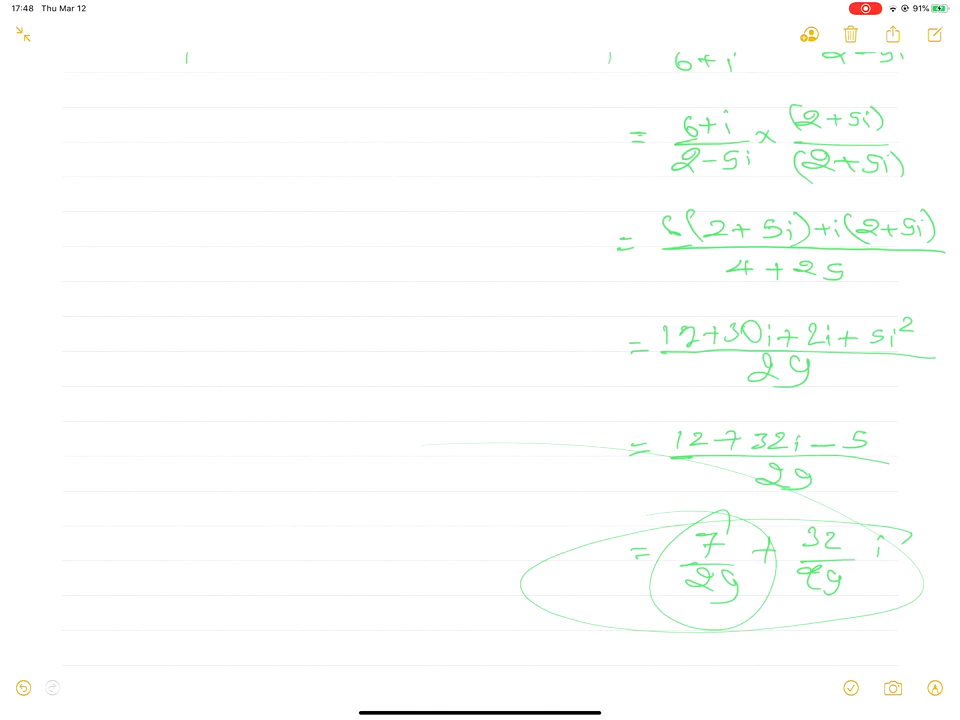 17:48 Thu Mar 12 91%
6 + i
= 6+i / 2-5i × (2+5i) / (2+5i)
= 6(2+5i)+i(2+5i) / 4+25
= 12+30i+2i+5i² / 29
= 12+32i-5 / 29
= 7/29 + 32/29 i